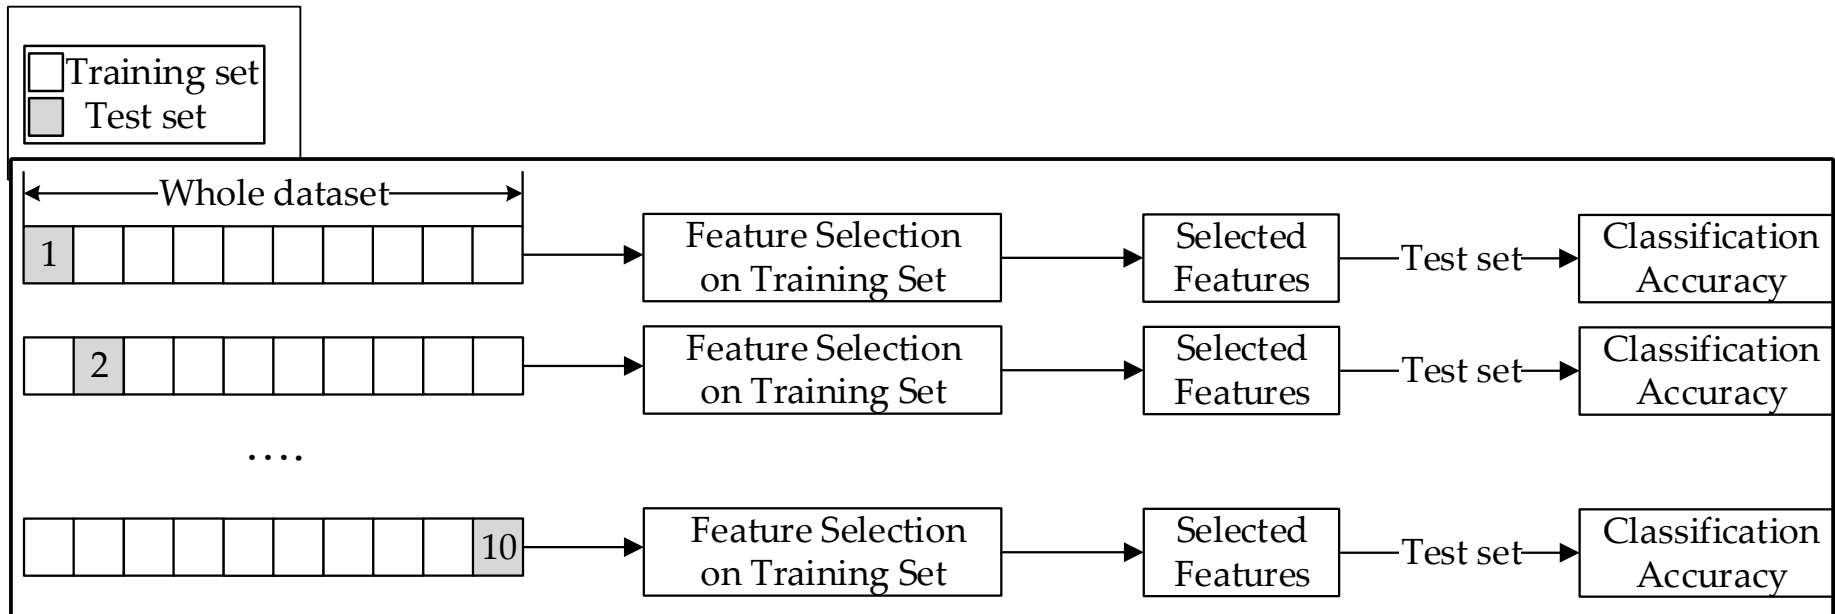 Training set
Test set
Whole dataset
1
Feature Selection
on Training Set
Selected
Features
Test set
Classification
Accuracy
2
Feature Selection
on Training Set
Selected
Features
Test set
Classification
Accuracy
....
10
Feature Selection
on Training Set
Selected
Features
Test set
Classification
Accuracy